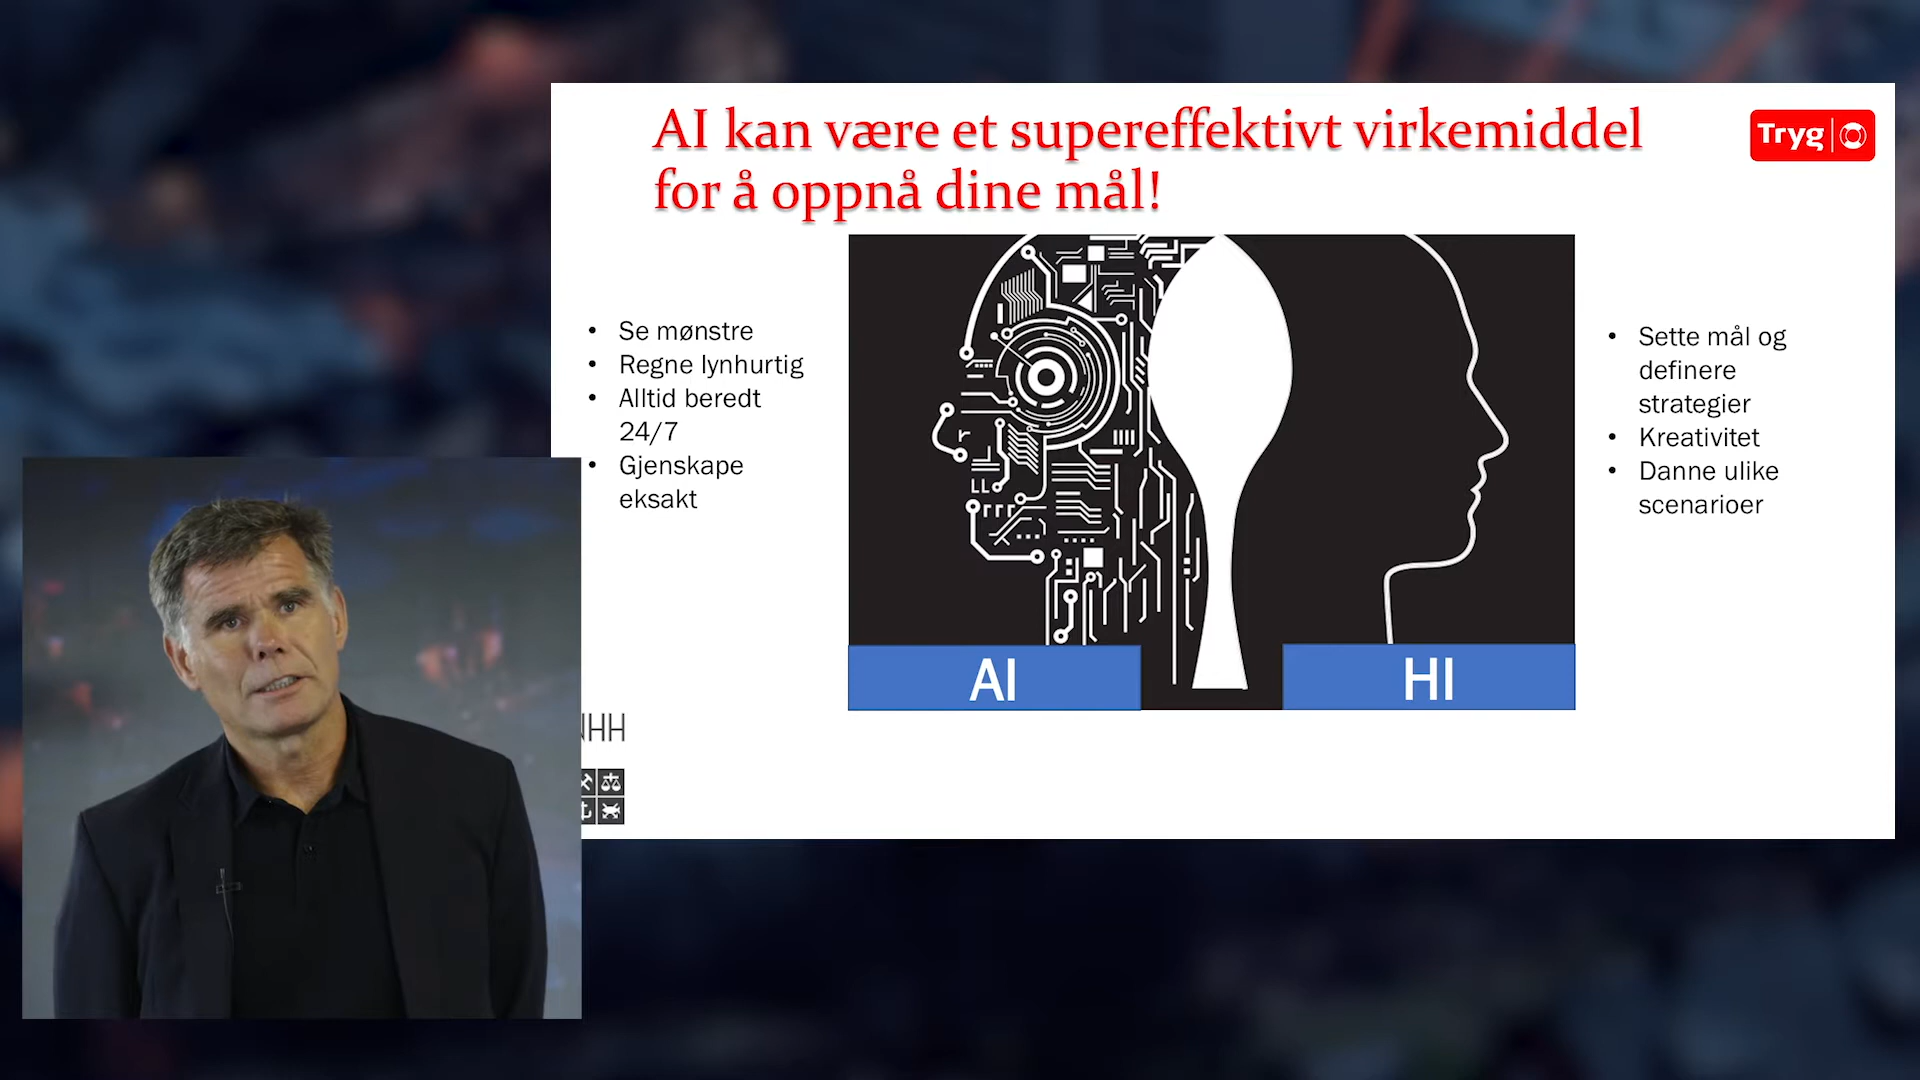 AI kan være et supereffektivt virkemiddel
for å oppnå dine mål!
Tryg
• Se mønstre
• Regne lynhurtig
• Alltid beredt
24/7
• Gjenskape
eksakt
AI
HI
• Sette mål og
definere
strategier
• Kreativitet
• Danne ulike
scenarioer
NHH